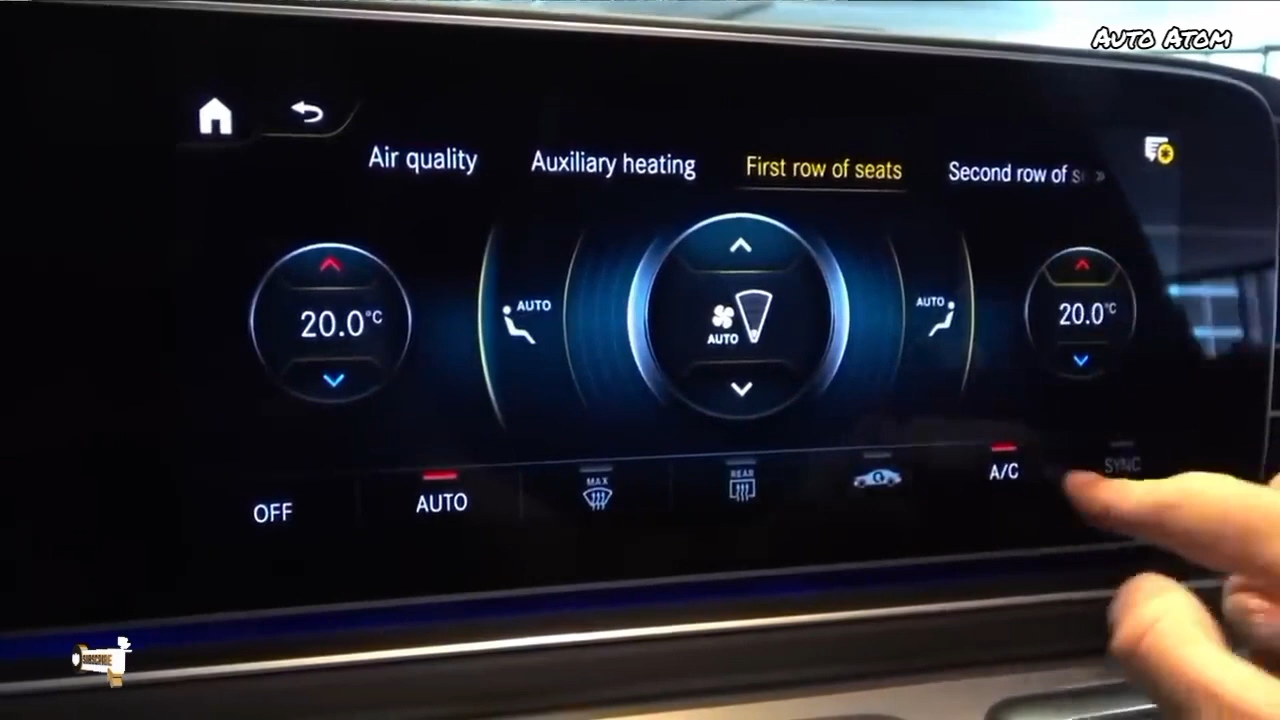 Auto Atom
Air quality
Auxiliary heating
First row of seats
Second row of s
20.0°C
AUTO
AUTO
AUTO
20.0°C
OFF
AUTO
MAX
REAR
A/C
SYNC
SUBSCRIBE